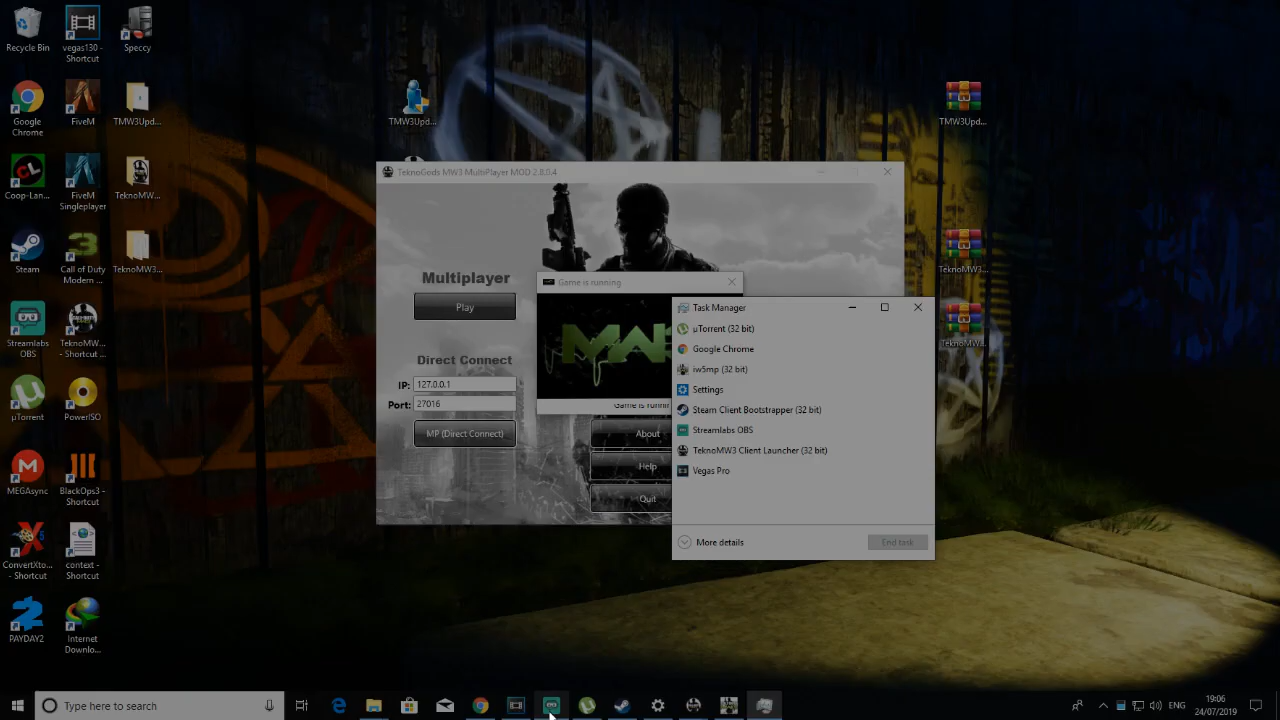 Recycle Bin
vegas130 -
Shortcut
Speccy
Google
Chrome
FiveM
TMW3Upd...
Coop-Lan...
FiveM
Singleplayer
TeknoMW...
Steam
Call of Duty
Modern ...
TeknoMW3...
Streamlabs
OBS
TeknoMW...
- Shortcut ...
µTorrent
PowerISO
MEGAsync
BlackOps3 -
Shortcut
ConvertXto...
- Shortcut
context -
Shortcut
PAYDAY2
Internet
Downlo...
TMW3Upd...
TMW3Upd...
TeknoMW3...
TeknoMW3...
TeknoGods MW3 MultiPlayer MOD 2.8.0.4
Multiplayer
Play
Direct Connect
IP:
127.0.0.1
Port:
27016
MP (Direct Connect)
About
Help
Quit
Game is running
Task Manager
µTorrent (32 bit)
Google Chrome
iw5mp (32 bit)
Settings
Steam Client Bootstrapper (32 bit)
Streamlabs OBS
TeknoMW3 Client Launcher (32 bit)
Vegas Pro
More details
End task
Type here to search
ENG
19:06
24/07/2019